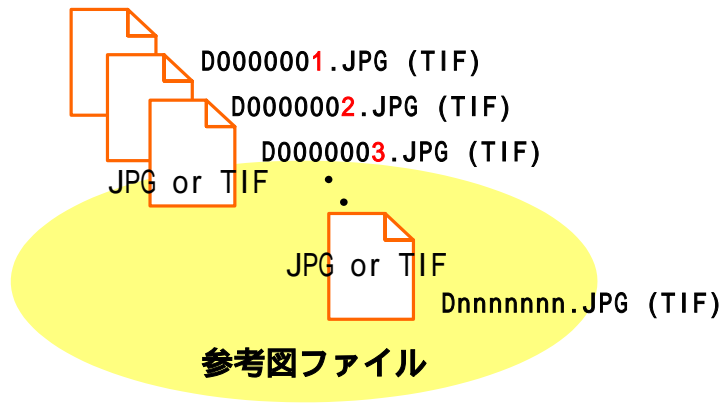 D0000001.JPG (TIF)
D0000002.JPG (TIF)
D0000003.JPG (TIF)
JPG or TIF
JPG or TIF
Dnnnnnnn.JPG (TIF)
参考図ファイル